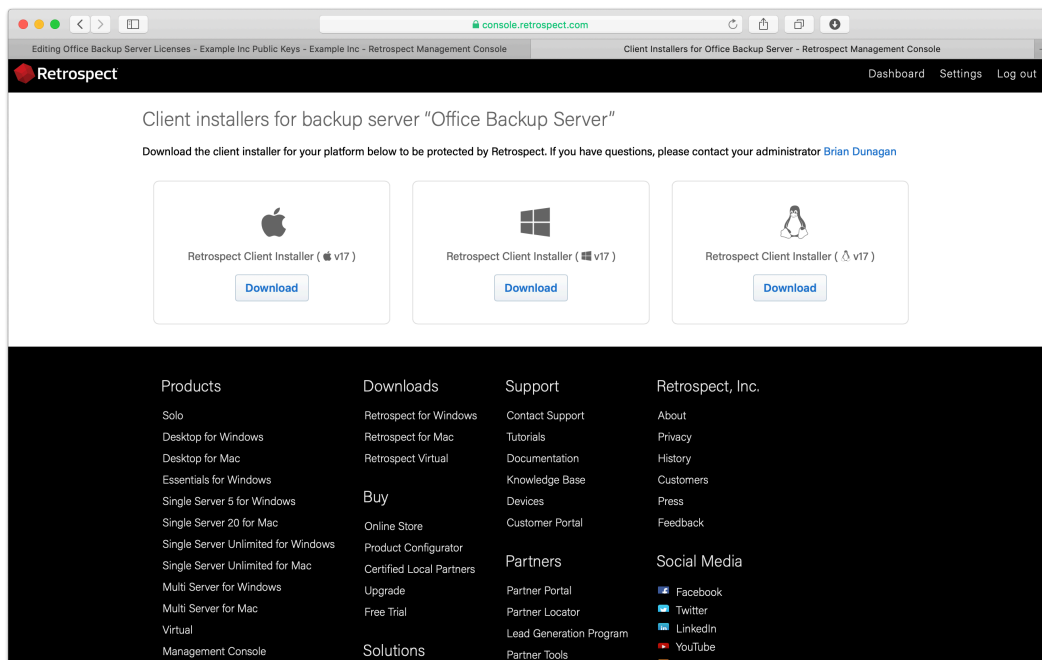 console.retrospect.com
Editing Office Backup Server Licenses - Example Inc Public Keys - Example Inc - Retrospect Management Console
Client Installers for Office Backup Server - Retrospect Management Console
Retrospect
Dashboard Settings Log out
Client installers for backup server "Office Backup Server"
Download the client installer for your platform below to be protected by Retrospect. If you have questions, please contact your administrator Brian Dunagan
Retrospect Client Installer ( v17 )
Download
Retrospect Client Installer ( v17 )
Download
Retrospect Client Installer ( v17 )
Download
Products
Solo
Desktop for Windows
Desktop for Mac
Essentials for Windows
Single Server 5 for Windows
Single Server 20 for Mac
Single Server Unlimited for Windows
Single Server Unlimited for Mac
Multi Server for Windows
Multi Server for Mac
Virtual
Management Console
Downloads
Retrospect for Windows
Retrospect for Mac
Retrospect Virtual
Buy
Online Store
Product Configurator
Certified Local Partners
Upgrade
Free Trial
Solutions
Support
Contact Support
Tutorials
Documentation
Knowledge Base
Devices
Customer Portal
Partners
Partner Portal
Partner Locator
Lead Generation Program
Partner Tools
Retrospect, Inc.
About
Privacy
History
Customers
Press
Feedback
Social Media
Facebook
Twitter
LinkedIn
YouTube